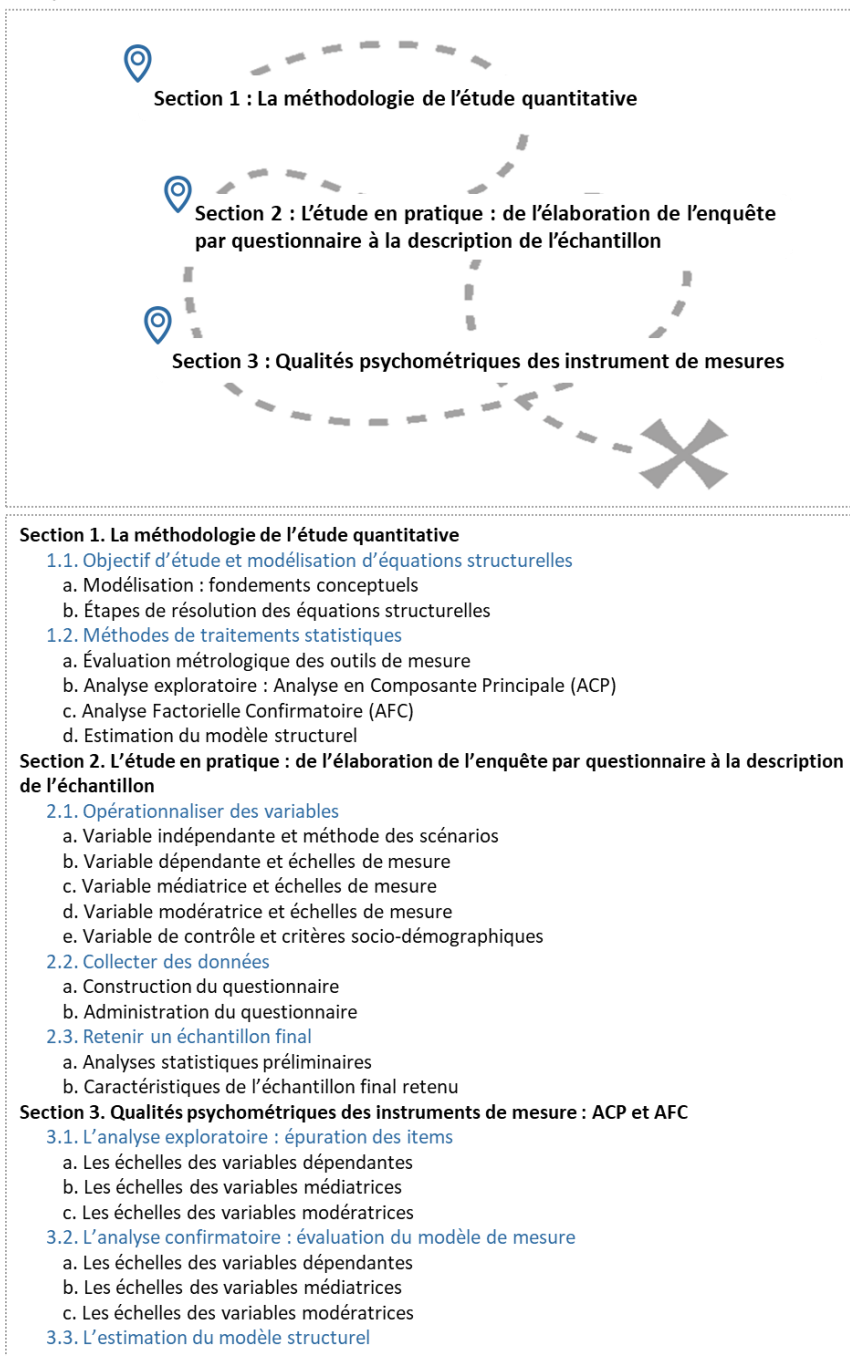 Section 1 : La méthodologie de l'étude quantitative
Section 2 : L'étude en pratique : de l'élaboration de l'enquête
par questionnaire à la description de l'échantillon
Section 3 : Qualités psychométriques des instrument de mesures
Section 1. La méthodologie de l'étude quantitative
1.1. Objectif d'étude et modélisation d'équations structurelles
a. Modélisation : fondements conceptuels
b. Étapes de résolution des équations structurelles
1.2. Méthodes de traitements statistiques
a. Évaluation métrologique des outils de mesure
b. Analyse exploratoire : Analyse en Composante Principale (ACP)
c. Analyse Factorielle Confirmatoire (AFC)
d. Estimation du modèle structurel
Section 2. L'étude en pratique : de l'élaboration de l'enquête par questionnaire à la description
de l'échantillon
2.1. Opérationnaliser des variables
a. Variable indépendante et méthode des scénarios
b. Variable dépendante et échelles de mesure
c. Variable médiatrice et échelles de mesure
d. Variable modératrice et échelles de mesure
e. Variable de contrôle et critères socio-démographiques
2.2. Collecter des données
a. Construction du questionnaire
b. Administration du questionnaire
2.3. Retenir un échantillon final
a. Analyses statistiques préliminaires
b. Caractéristiques de l'échantillon final retenu
Section 3. Qualités psychométriques des instruments de mesure : ACP et AFC
3.1. L'analyse exploratoire : épuration des items
a. Les échelles des variables dépendantes
b. Les échelles des variables médiatrices
c. Les échelles des variables modératrices
3.2. L'analyse confirmatoire : évaluation du modèle de mesure
a. Les échelles des variables dépendantes
b. Les échelles des variables médiatrices
c. Les échelles des variables modératrices
3.3. L'estimation du modèle structurel